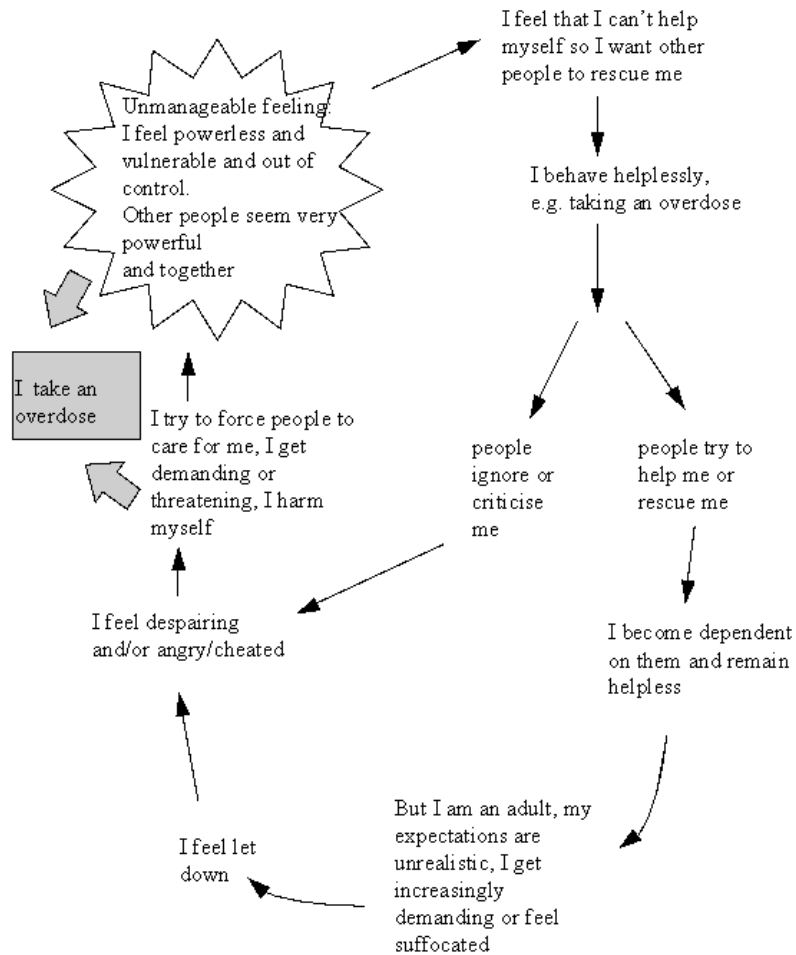 I feel that I can't help
myself so I want other
people to rescue me
Unmanageable feeling.
I feel powerless and
vulnerable and out of
control.
Other people seem very
powerful
and together
I behave helplessly,
e.g. taking an overdose
I take an
overdose
I try to force people to
care for me, I get
demanding or
threatening, I harm
myself
people
ignore or
criticise
me
people try to
help me or
rescue me
I feel despairing
and/or angry/cheated
I become dependent
on them and remain
helpless
But I am an adult, my
expectations are
unrealistic, I get
increasingly
demanding or feel
suffocated
I feel let
down